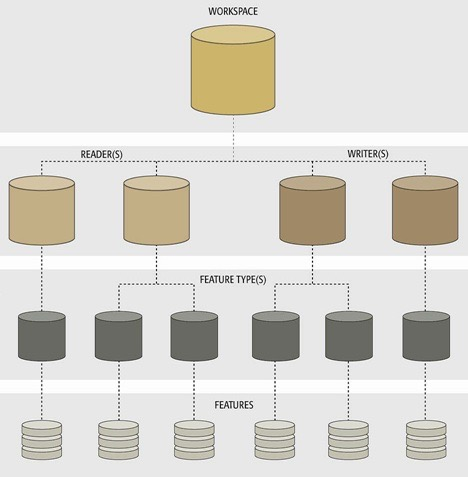 WORKSPACE
READER(S)
WRITER(S)
FEATURE TYPE(S)
FEATURES